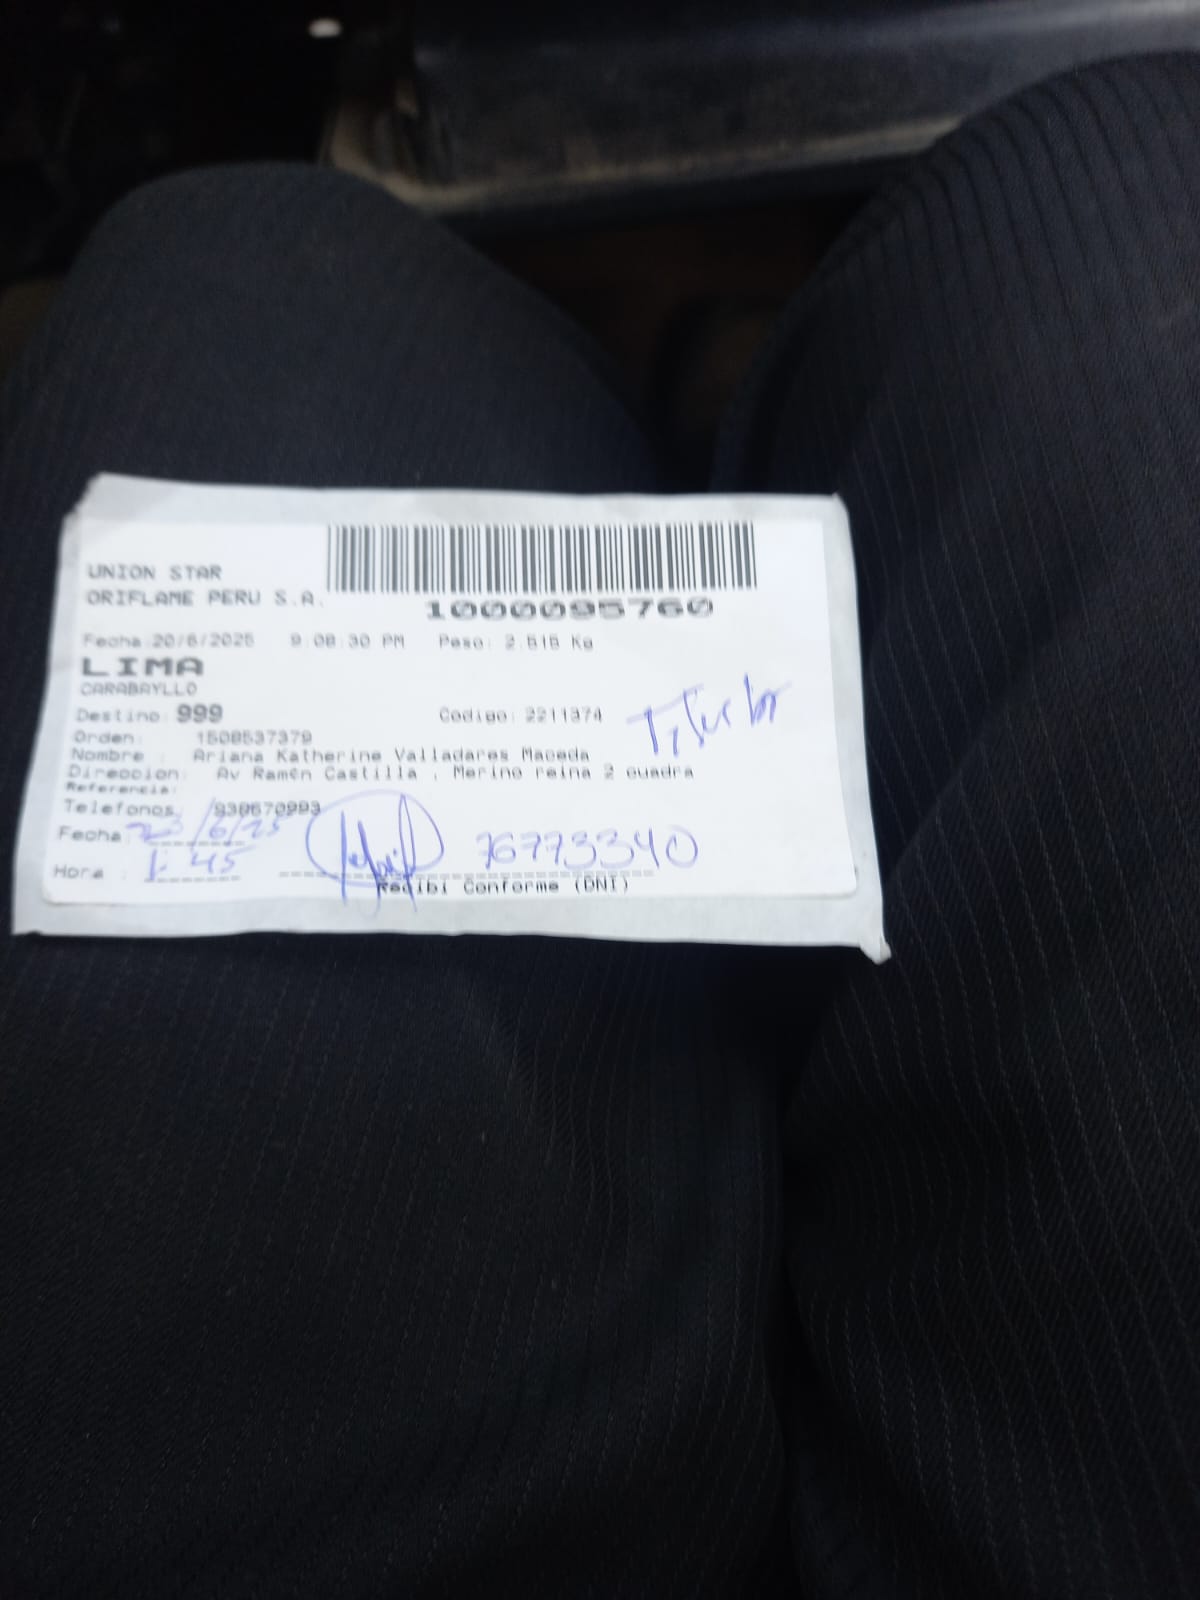 UNION STAR
ORIFLAME PERU S.A.
1000095760
Fecha:20/6/2025 9:08:30 PM Peso: 2.515 Kg
LIMA
CARABAYLLO
Destino: 999 Codigo: 2211374
Orden: 1508537379
Nombre : Ariana Katherine Valladares Maceda
Direccion: Av Ramón Castilla , Merino reina 2 cuadra
Referencia:
Telefonos: 938670993
Fecha: 23/6/25
Hora : 1:45 76773340
Recibi Conforme (DNI)